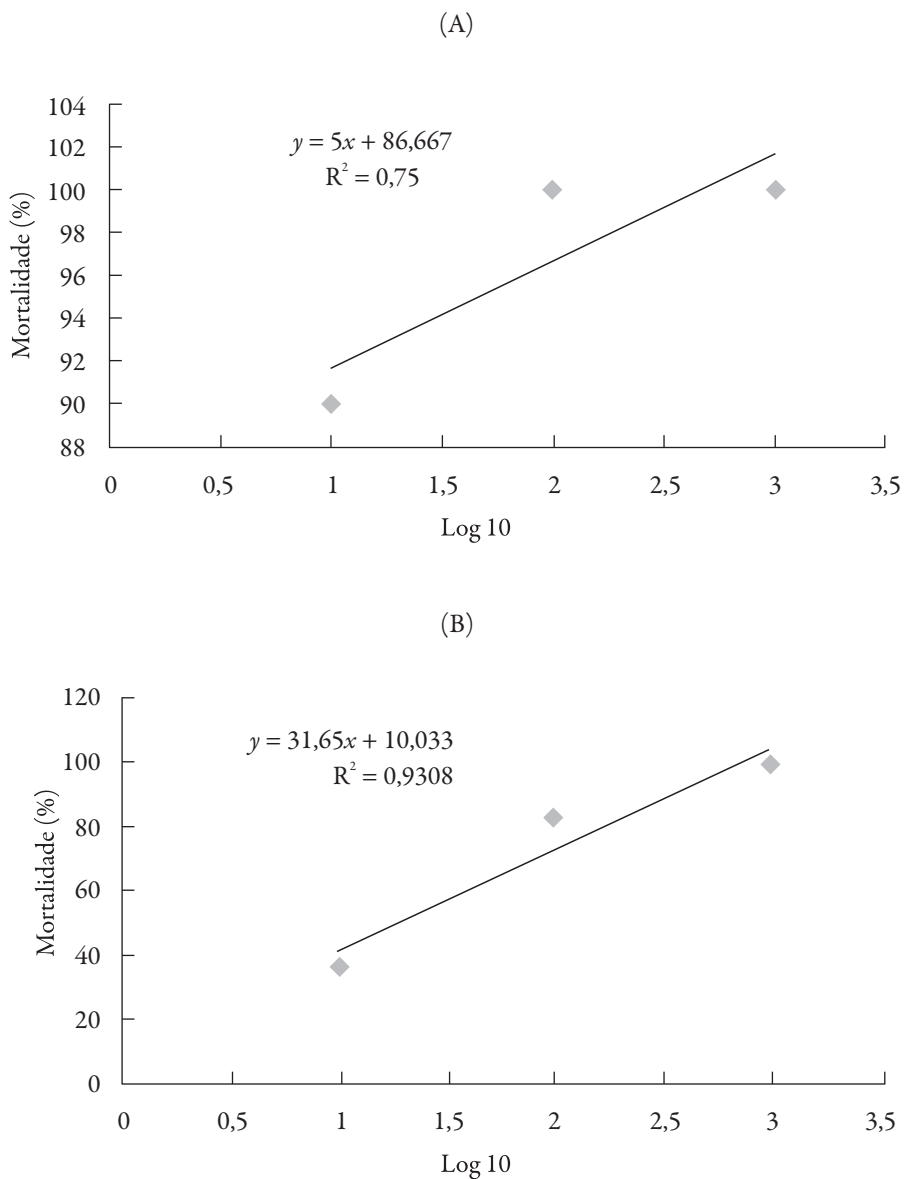 (A)
104
102
100
98
96
94
92
90
88
Mortalidade (%)
y = 5x + 86,667
R² = 0,75
0 0,5 1 1,5 2 2,5 3 3,5
Log 10
(B)
120
100
80
60
40
20
0
Mortalidade (%)
y = 31,65x + 10,033
R² = 0,9308
0 0,5 1 1,5 2 2,5 3 3,5
Log 10